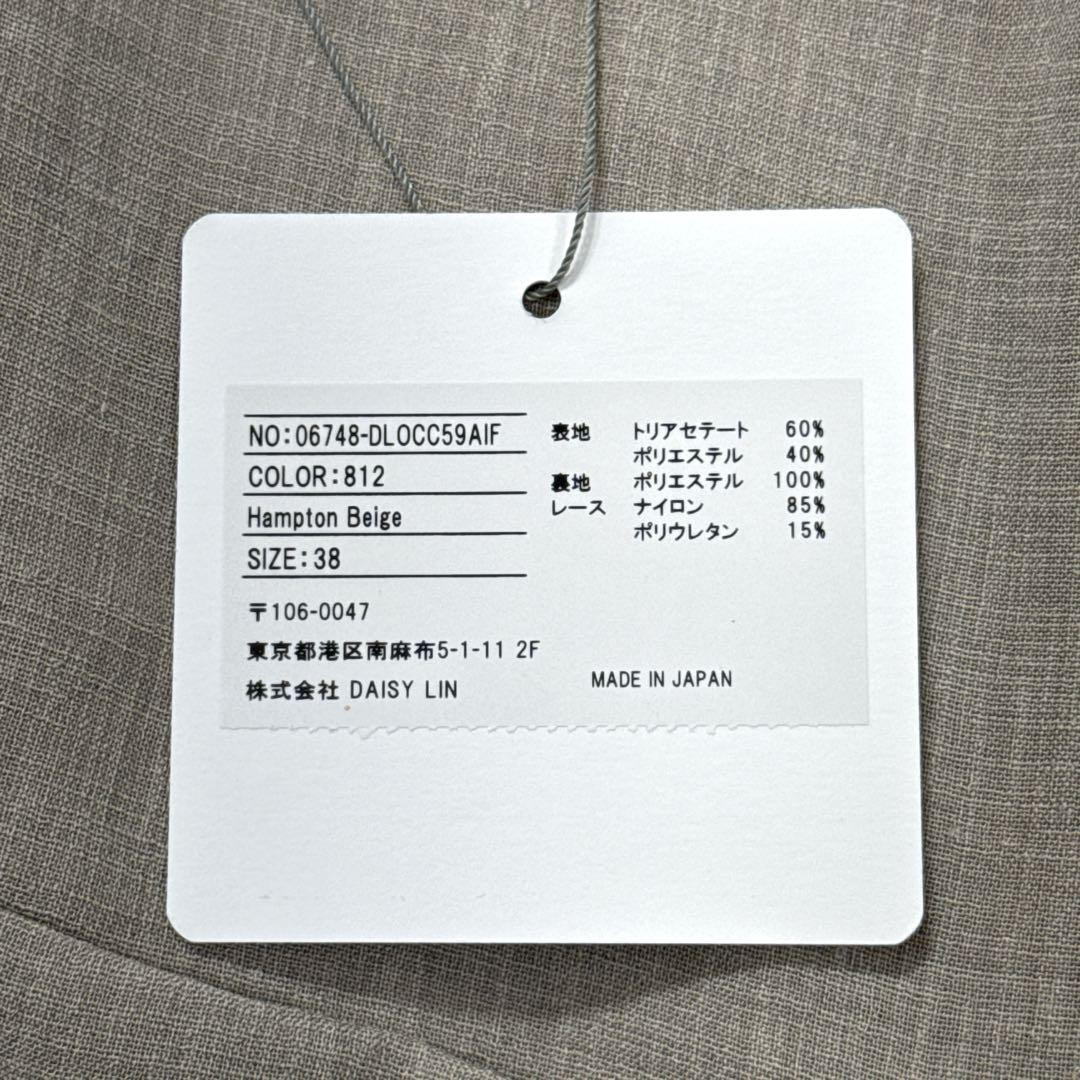 NO:06748-DLOCC59AIF
COLOR:812
Hampton Beige
SIZE:38
〒106-0047
東京都港区南麻布5-1-11 2F
株式会社 DAISY LIN
表地 トリアセテート 60%
ポリエステル 40%
裏地 ポリエステル 100%
レース ナイロン 85%
ポリウレタン 15%
MADE IN JAPAN